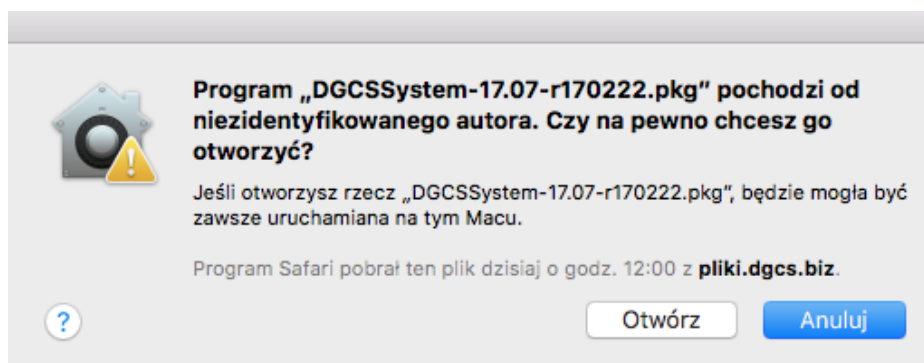 Program „DGCSSystem-17.07-r170222.pkg” pochodzi od
niezidentyfikowanego autora. Czy na pewno chcesz go
otworzyć?
Jeśli otworzysz rzecz „DGCSSystem-17.07-r170222.pkg”, będzie mogła być
zawsze uruchamiana na tym Macu.
Program Safari pobrał ten plik dzisiaj o godz. 12:00 z pliki.dgcs.biz.
?
Otwórz Anuluj